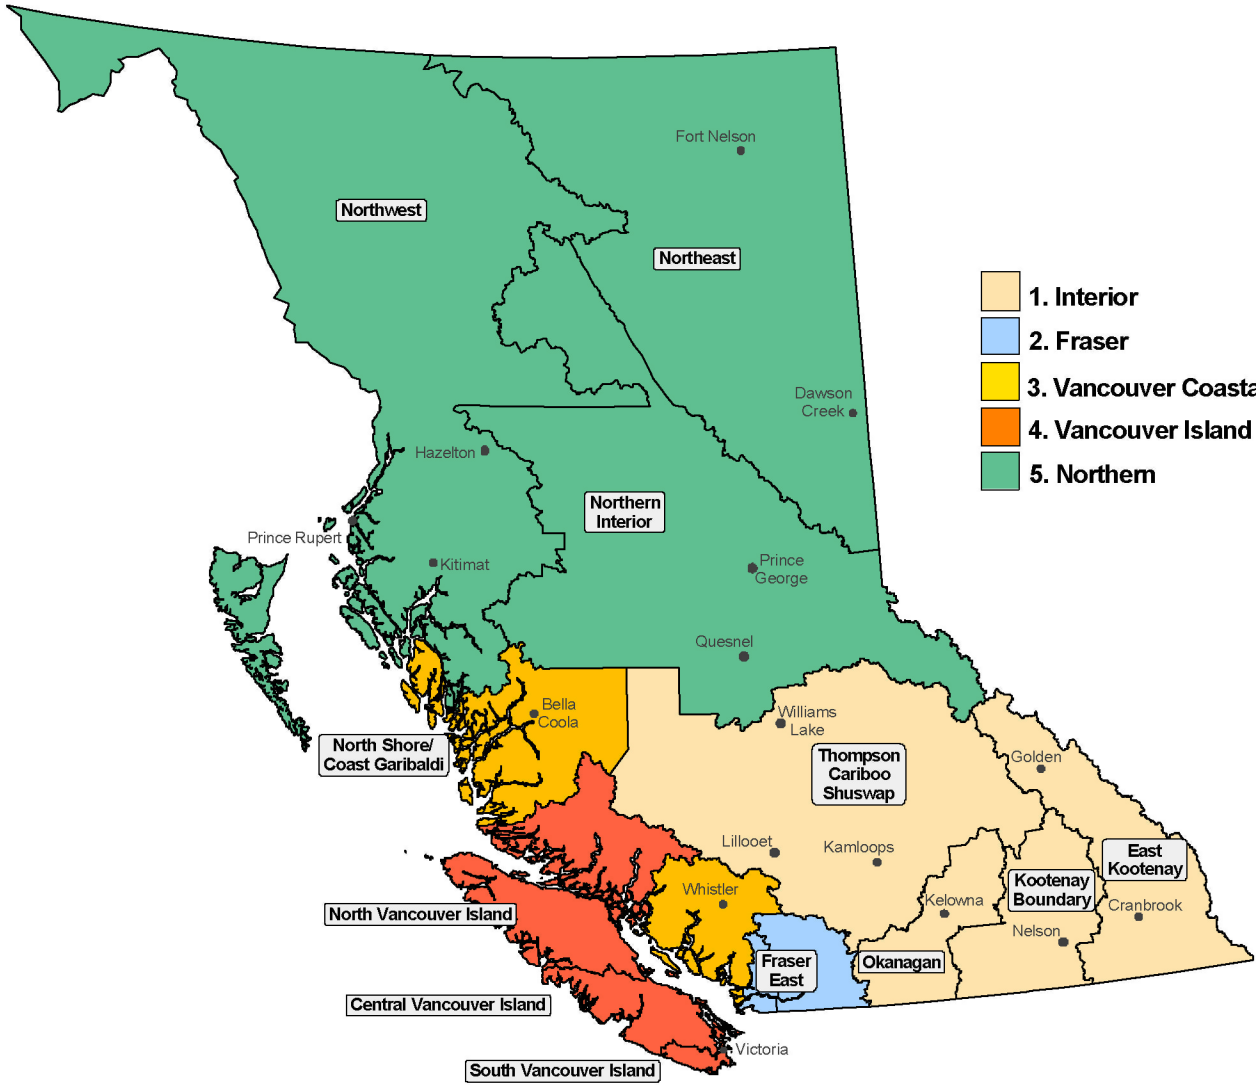 Fort Nelson
Northwest
Northeast
1. Interior
2. Fraser
3. Vancouver Coasta
4. Vancouver Island
5. Northern
Dawson
Creek
Hazelton
Northern
Interior
Prince Rupert
Kitimat
Prince
George
Quesnel
Bella
Coola
Williams
Lake
North Shore/
Coast Garibaldi
Thompson
Cariboo
Shuswap
Golden
Lillooet
Kamloops
East
Kootenay
Kootenay
Boundary
Whistler
Kelowna
Cranbrook
North Vancouver Island
Nelson
Fraser
East
Okanagan
Central Vancouver Island
Victoria
South Vancouver Island